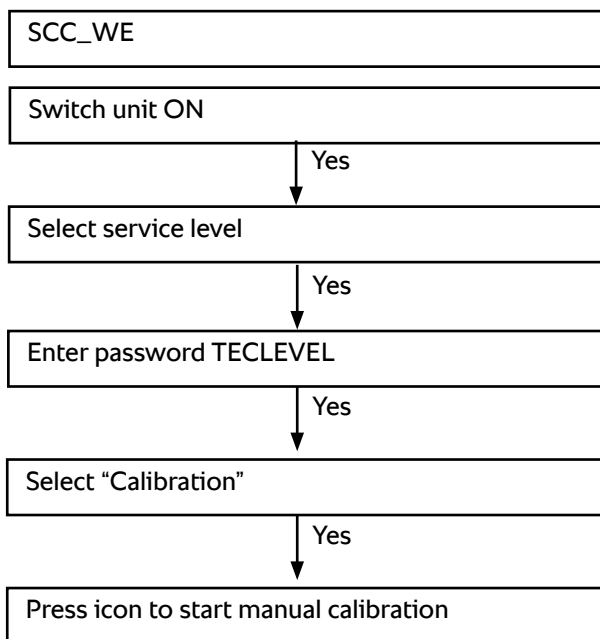 SCC_WE
Switch unit ON
Yes
Select service level
Yes
Enter password TECLEVEL
Yes
Select “Calibration”
Yes
Press icon to start manual calibration